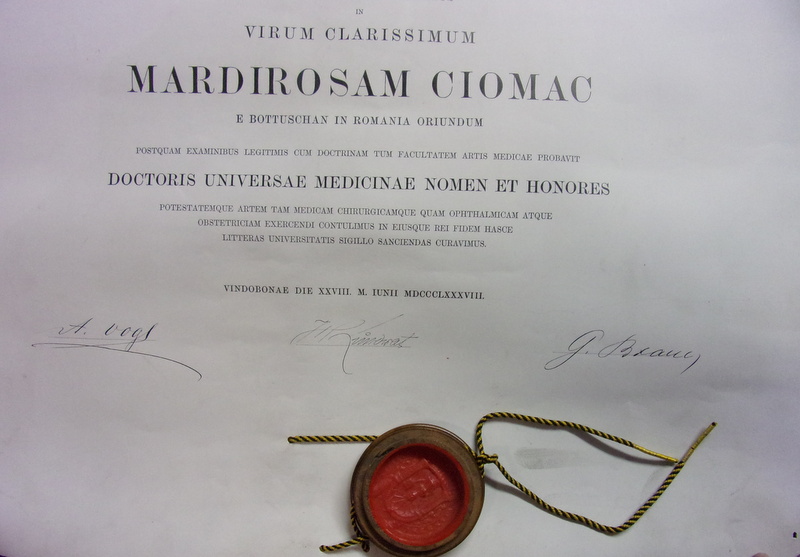 IN
VIRUM CLARISSIMUM
MARDIROSAM CIOMAC
E BOTTUSCHAN IN ROMANIA ORIUNDUM
POSTQUAM EXAMINIBUS LEGITIMIS CUM DOCTRINAM TUM FACULTATEM ARTIS MEDICAE PROBAVIT
DOCTORIS UNIVERSAE MEDICINAE NOMEN ET HONORES
POTESTATEMQUE ARTEM TAM MEDICAM CHIRURGICAMQUE QUAM OPHTHALMICAM ATQUE
OBSTETRICIAM EXERCENDI CONTULIMUS IN EIUSQUE REI FIDEM HASCE
LITTERAS UNIVERSITATIS SIGILLO SANCIENDAS CURAVIMUS.
VINDOBONAE DIE XXVIII. M. IUNII MDCCCLXXXVIII.
A. Vogl
G. Braun